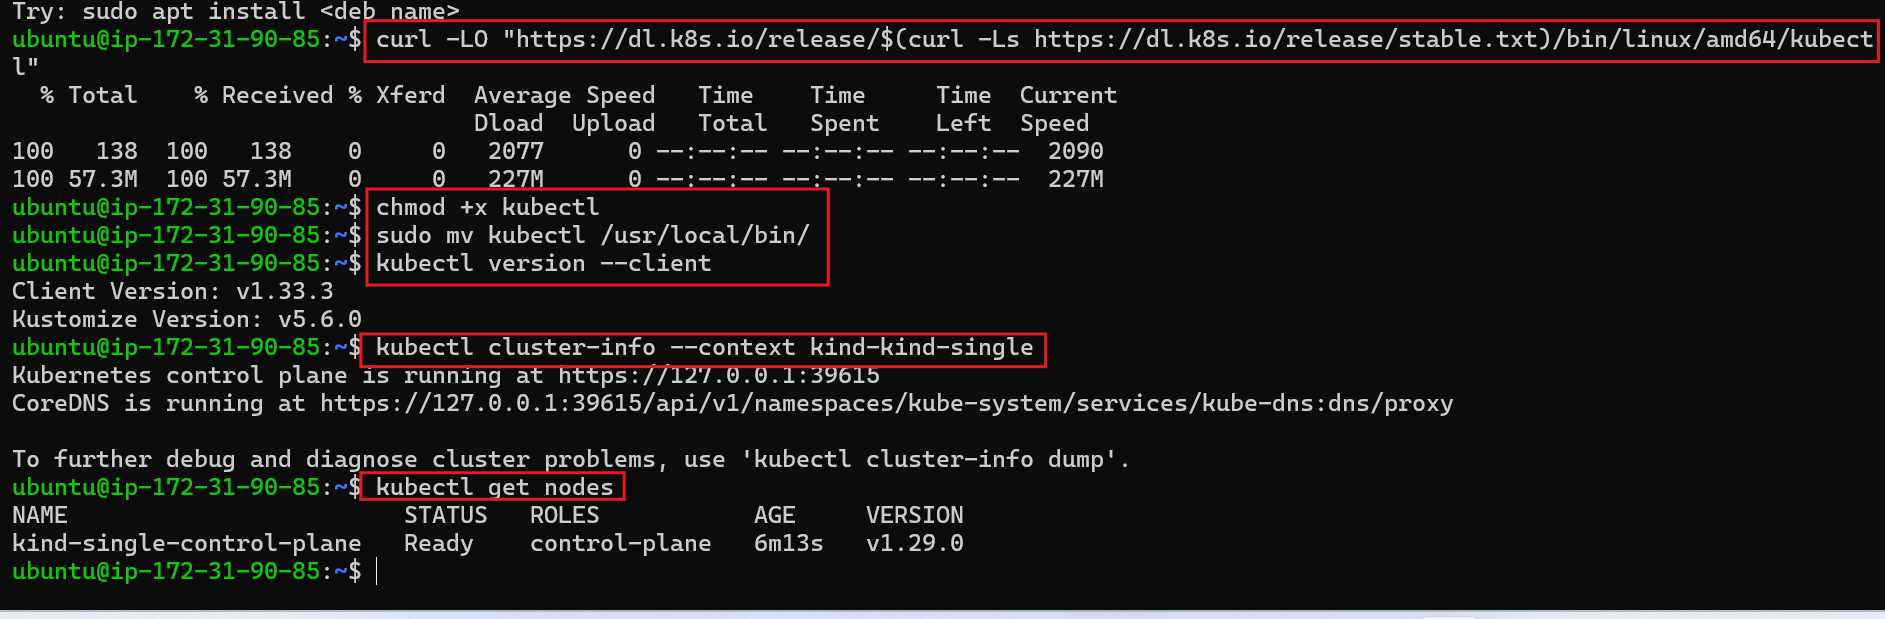 Try: sudo apt install <deb name>
ubuntu@ip-172-31-90-85:~$ curl -LO "https://dl.k8s.io/release/$(curl -Ls https://dl.k8s.io/release/stable.txt)/bin/linux/amd64/kubect
l"
  % Total    % Received % Xferd  Average Speed   Time    Time     Time  Current
                                 Dload  Upload   Total   Spent    Left  Speed
100   138  100   138    0     0   2077      0 --:--:-- --:--:-- --:--:--  2090
100 57.3M  100 57.3M    0     0   227M      0 --:--:-- --:--:-- --:--:--  227M
ubuntu@ip-172-31-90-85:~$ chmod +x kubectl
ubuntu@ip-172-31-90-85:~$ sudo mv kubectl /usr/local/bin/
ubuntu@ip-172-31-90-85:~$ kubectl version --client
Client Version: v1.33.3
Kustomize Version: v5.6.0
ubuntu@ip-172-31-90-85:~$ kubectl cluster-info --context kind-kind-single
Kubernetes control plane is running at https://127.0.0.1:39615
CoreDNS is running at https://127.0.0.1:39615/api/v1/namespaces/kube-system/services/kube-dns:dns/proxy

To further debug and diagnose cluster problems, use 'kubectl cluster-info dump'.
ubuntu@ip-172-31-90-85:~$ kubectl get nodes
NAME                        STATUS   ROLES           AGE     VERSION
kind-single-control-plane   Ready    control-plane   6m13s   v1.29.0
ubuntu@ip-172-31-90-85:~$